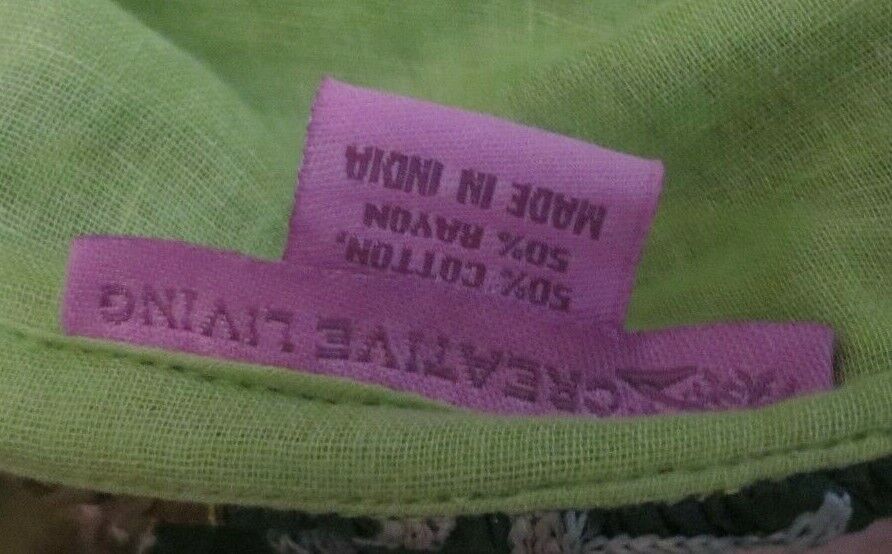 CREATIVE LIVING
50% COTTON,
50% RAYON
MADE IN INDIA